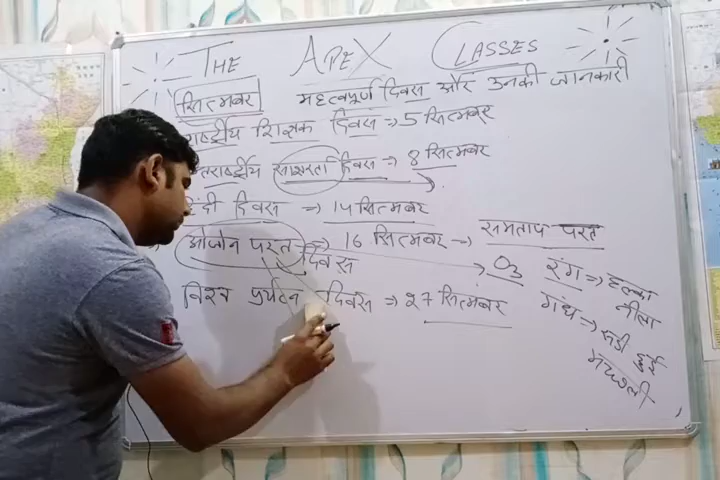 THE APEX CLASSES
सितम्बर महत्वपूर्ण दिवस और उनकी जानकारी
राष्ट्रीय शिक्षक दिवस → 5 सितम्बर
साक्षरता दिवस → 8 सितम्बर
दिवस → 14 सितम्बर
ओजोन परत → 16 सितम्बर → समताप परत
दिवस → O3 रंग → हल्का
नीला
विश्व पर्यटन दिवस → 27 सितम्बर गंध → सडी हुई
मछली